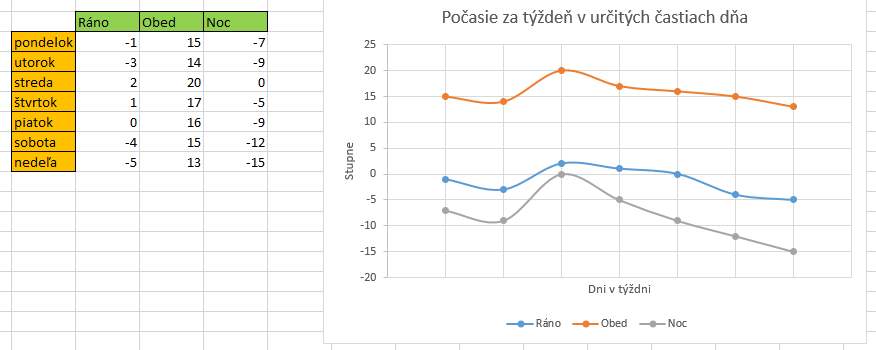 Ráno Obed Noc
pondelok -1 15 -7
utorok -3 14 -9
streda 2 20 0
štvrtok 1 17 -5
piatok 0 16 -9
sobota -4 15 -12
nedeľa -5 13 -15
Počasie za týždeň v určitých častiach dňa
25
20
15
10
5
0
-5
-10
-15
-20
Stupne
Dni v týždni
Ráno Obed Noc